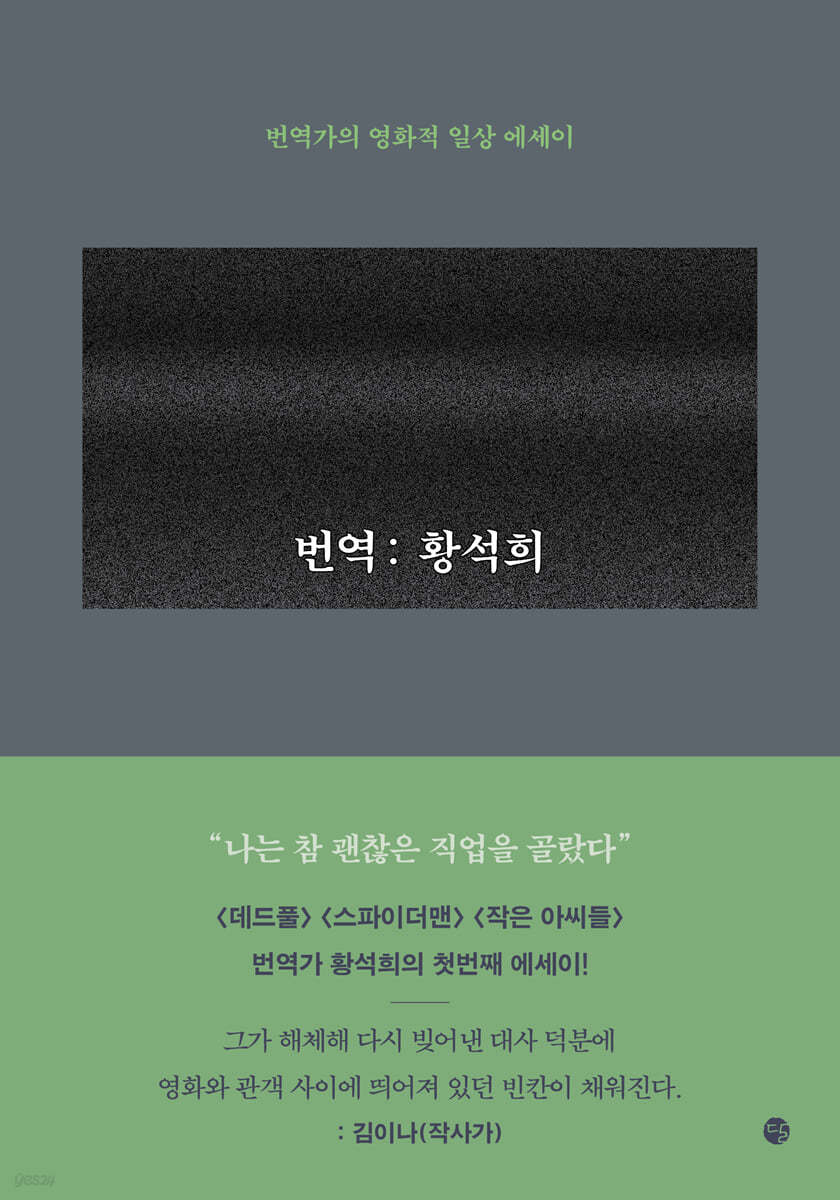 번역가의 영화적 일상 에세이
번역: 황석희
“나는 참 괜찮은 직업을 골랐다”
<데드풀> <스파이더맨> <작은 아씨들>
번역가 황석희의 첫번째 에세이!
그가 해체해 다시 빚어낸 대사 덕분에
영화와 관객 사이에 띄어져 있던 빈칸이 채워진다.
: 김이나(작사가)
달
yes24